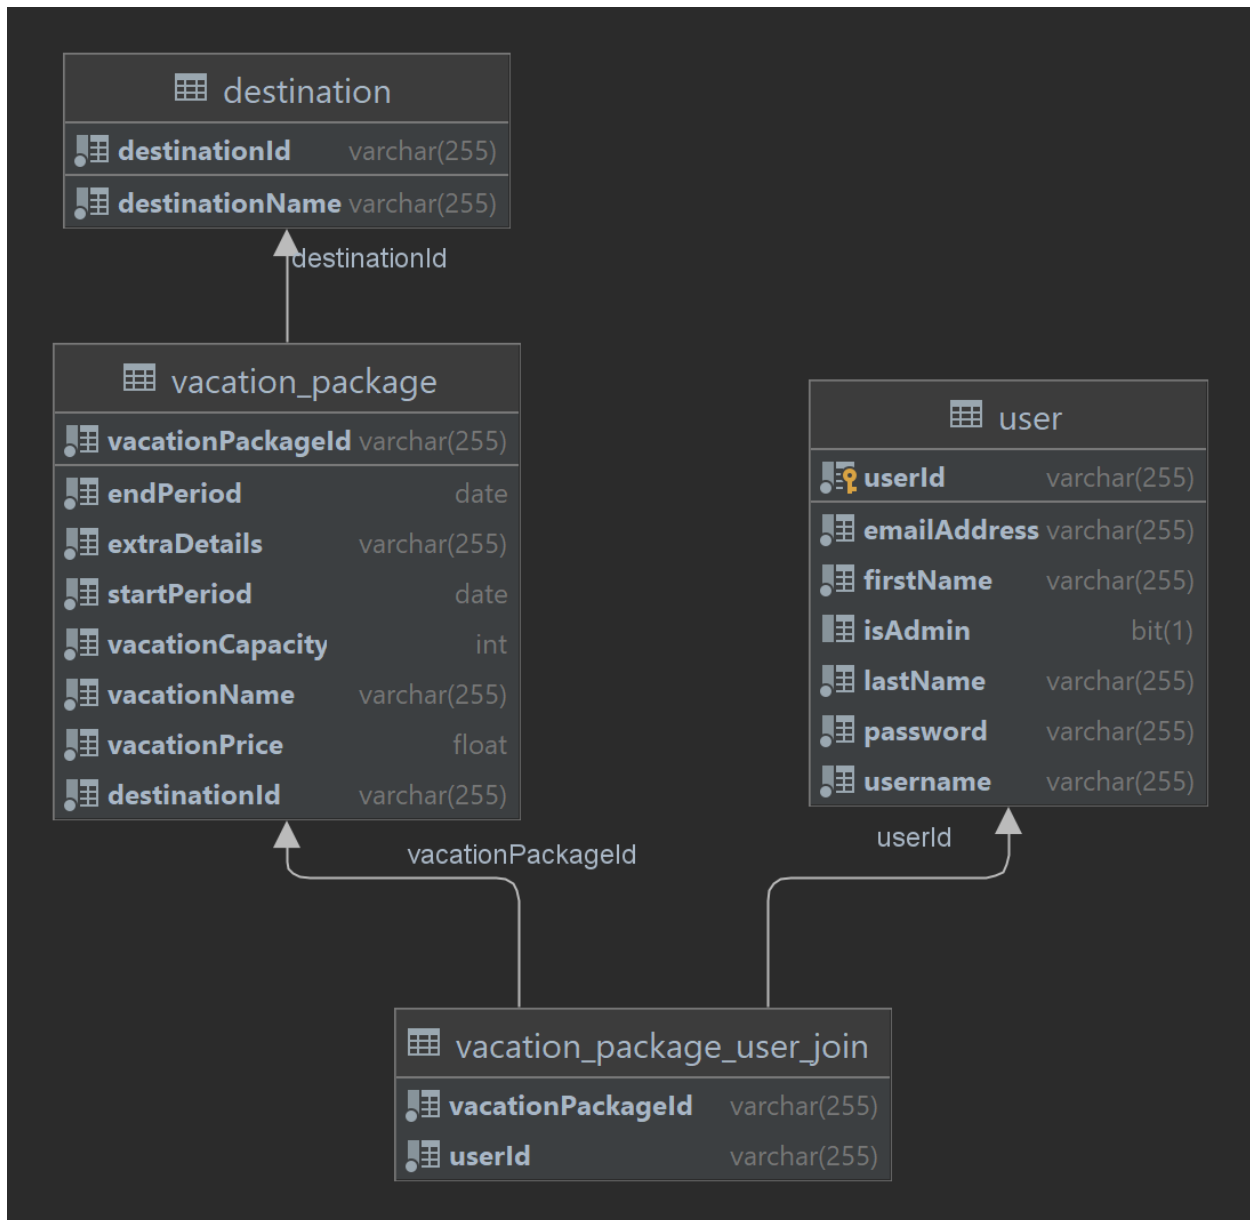 destination
destinationId varchar(255)
destinationName varchar(255)
destinationId
vacation_package
vacationPackageId varchar(255)
endPeriod date
extraDetails varchar(255)
startPeriod date
vacationCapacity int
vacationName varchar(255)
vacationPrice float
destinationId varchar(255)
user
userId varchar(255)
emailAddress varchar(255)
firstName varchar(255)
isAdmin bit(1)
lastName varchar(255)
password varchar(255)
username varchar(255)
vacationPackageId
userId
vacation_package_user_join
vacationPackageId varchar(255)
userId varchar(255)